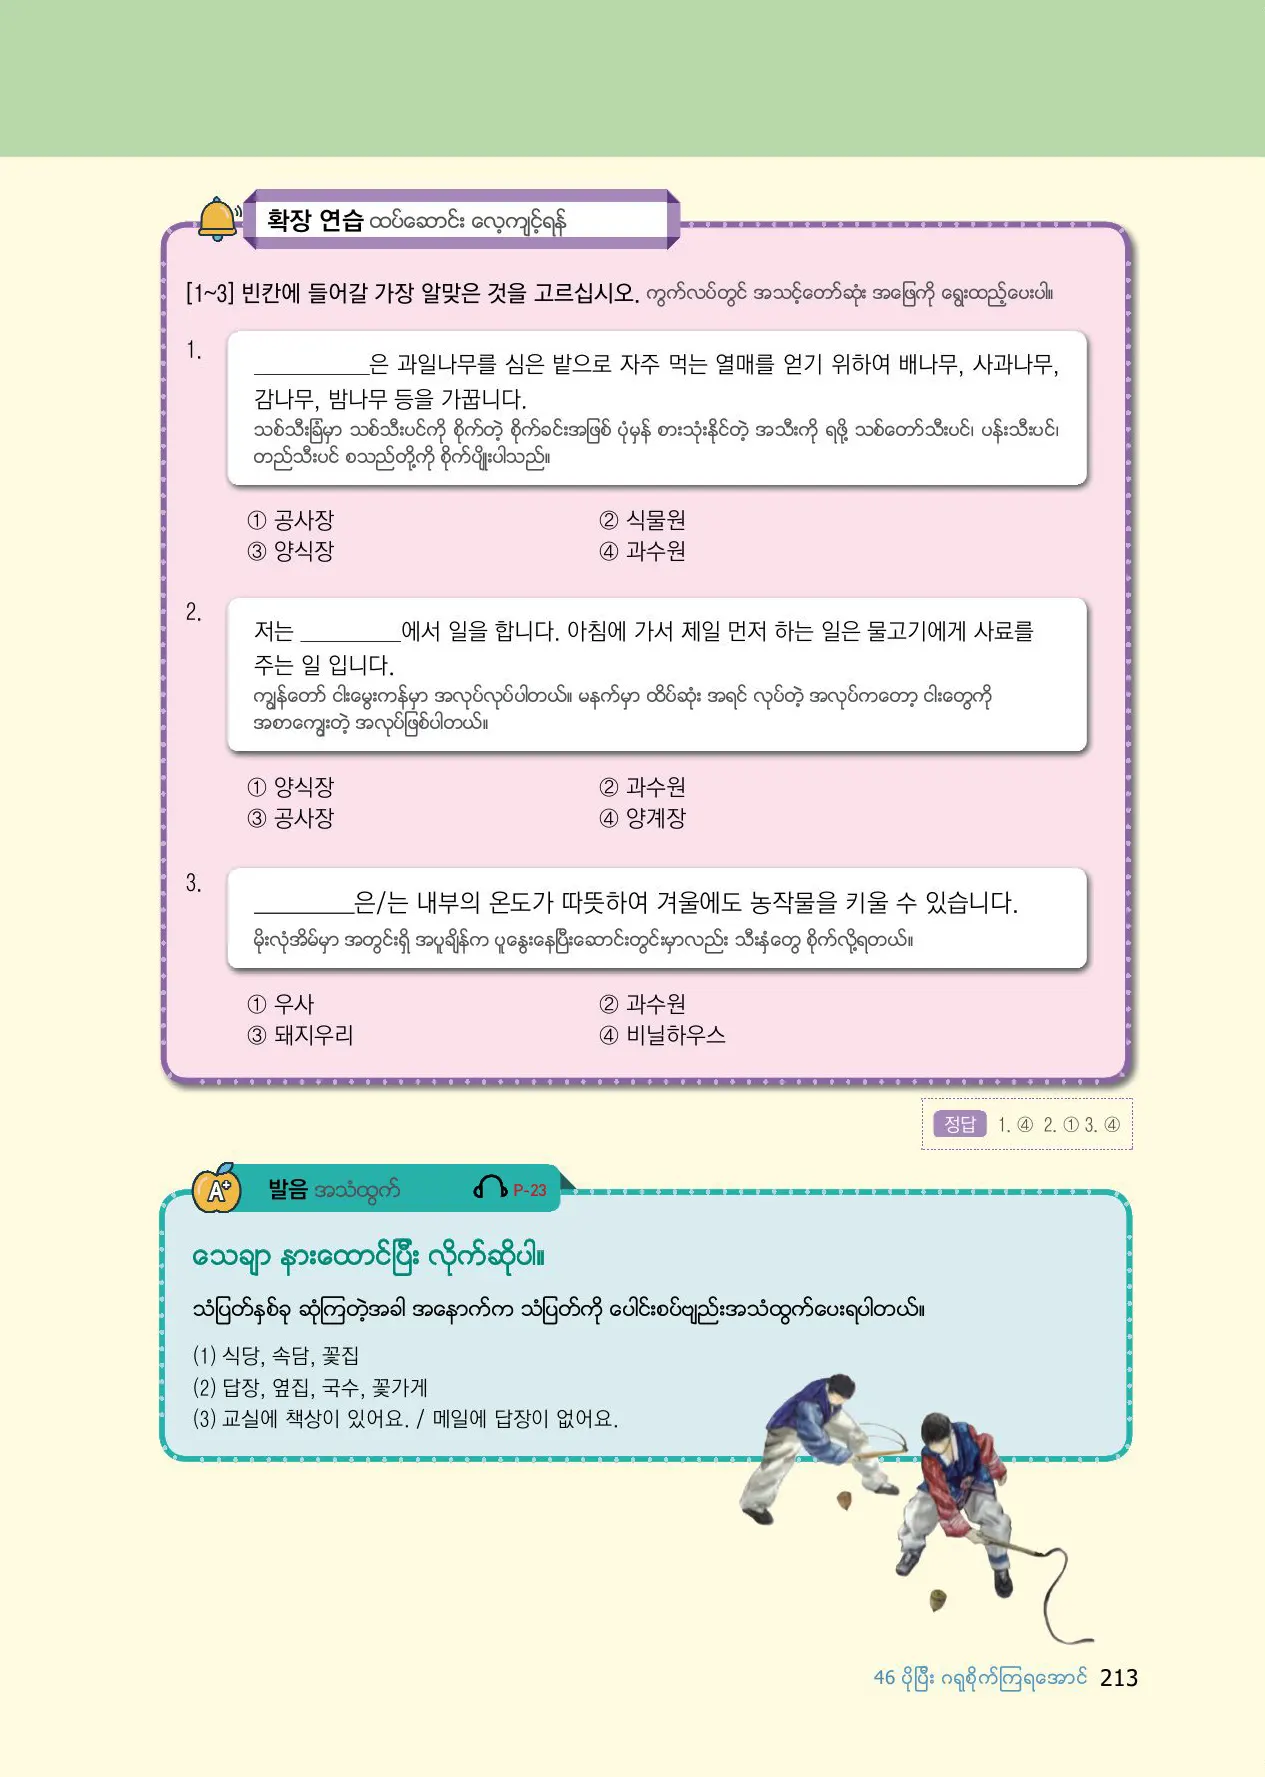 확장 연습 ထပ်ဆောင်း လေ့ကျင့်ရန်
[1~3] 빈칸에 들어갈 가장 알맞은 것을 고르십시오. ကွက်လပ်တွင် အသင့်တော်ဆုံး အဖြေကို ရွေးထည့်ပေးပါ။
1.
__________은 과일나무를 심은 밭으로 자주 먹는 열매를 얻기 위하여 배나무, 사과나무,
감나무, 밤나무 등을 가꿉니다.
သစ်သီးခြံမှာ သစ်သီးပင်ကို စိုက်တဲ့ စိုက်ခင်းအဖြစ် ပုံမှန် စားသုံးနိုင်တဲ့ အသီးကို ရဖို့ သစ်တော်သီးပင်၊ ပန်းသီးပင်၊
တည်သီးပင် စသည်တို့ကို စိုက်ပျိုးပါသည်။
① 공사장 ② 식물원
③ 양식장 ④ 과수원
2.
저는 _________에서 일을 합니다. 아침에 가서 제일 먼저 하는 일은 물고기에게 사료를
주는 일 입니다.
ကျွန်တော် ငါးမွေးကန်မှာ အလုပ်လုပ်ပါတယ်။ မနက်မှာ ထိပ်ဆုံး အရင် လုပ်တဲ့ အလုပ်ကတော့ ငါးတွေကို
အစာကျွေးတဲ့ အလုပ်ဖြစ်ပါတယ်။
① 양식장 ② 과수원
③ 공사장 ④ 양계장
3.
_________은/는 내부의 온도가 따뜻하여 겨울에도 농작물을 키울 수 있습니다.
မိုးလုံအိမ်မှာ အတွင်းရှိ အပူချိန်က ပူနွေးနေပြီးဆောင်းတွင်းမှာလည်း သီးနှံတွေ စိုက်လို့ရတယ်။
① 우사 ② 과수원
③ 돼지우리 ④ 비닐하우스
정답 1. ④ 2. ① 3. ④
A+ 발음 အသံထွက် P-23
သေချာ နားထောင်ပြီး လိုက်ဆိုပါ။
သံပြတ်နှစ်ခု ဆုံကြတဲ့အခါ အနောက်က သံပြတ်ကို ပေါင်းစပ်ဗျည်းအသံထွက်ပေးရပါတယ်။
(1) 식당, 속담, 꽃집
(2) 답장, 옆집, 국수, 꽃가게
(3) 교실에 책상이 있어요. / 메일에 답장이 없어요.
46 ပိုပြီး ဂရုစိုက်ကြရအောင် 213